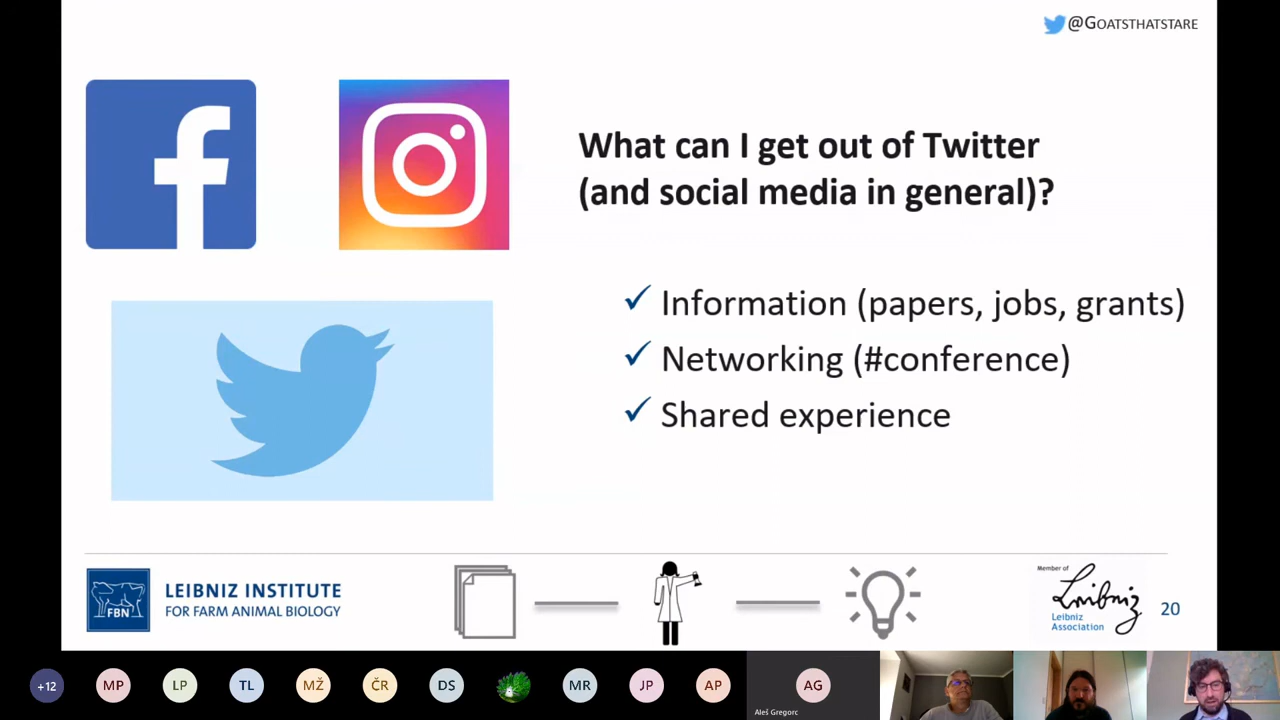 @GOATSTHATSTARE
What can I get out of Twitter
(and social media in general)?
✓ Information (papers, jobs, grants)
✓ Networking (#conference)
✓ Shared experience
FBN
LEIBNIZ INSTITUTE
FOR FARM ANIMAL BIOLOGY
Member of
Leibniz
Leibniz
Association
20
+12
MP
LP
TL
MŽ
ČR
DS
MR
JP
AP
AG
Aleš Gregorc